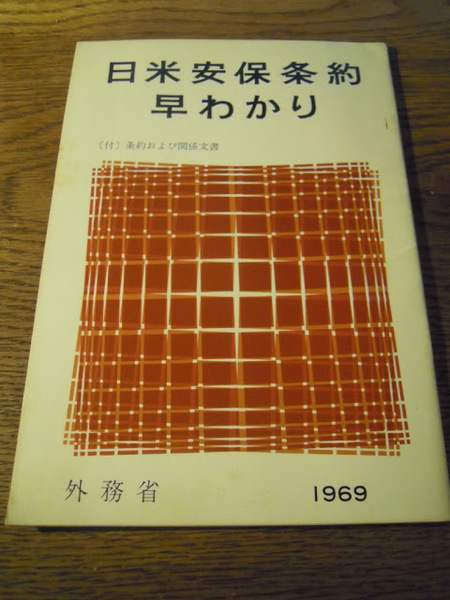 日米安保条約
早わかり
〔付〕条約および関係文書
外務省 1969